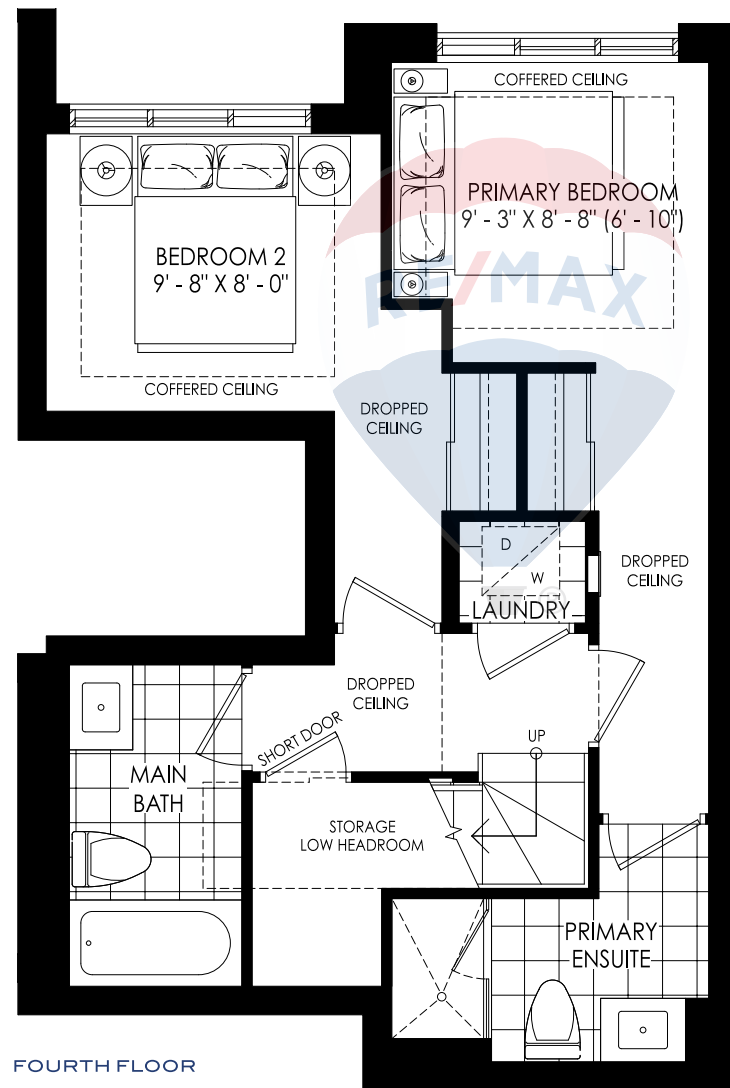 COFFERED CEILING
PRIMARY BEDROOM
9' - 3" X 8' - 8" (6' - 10")
BEDROOM 2
9' - 8" X 8' - 0"
RE/MAX
COFFERED CEILING
DROPPED
CEILING
D
W
LAUNDRY
DROPPED
CEILING
DROPPED
CEILING
SHORT DOOR
UP
MAIN
BATH
STORAGE
LOW HEADROOM
PRIMARY
ENSUITE
FOURTH FLOOR